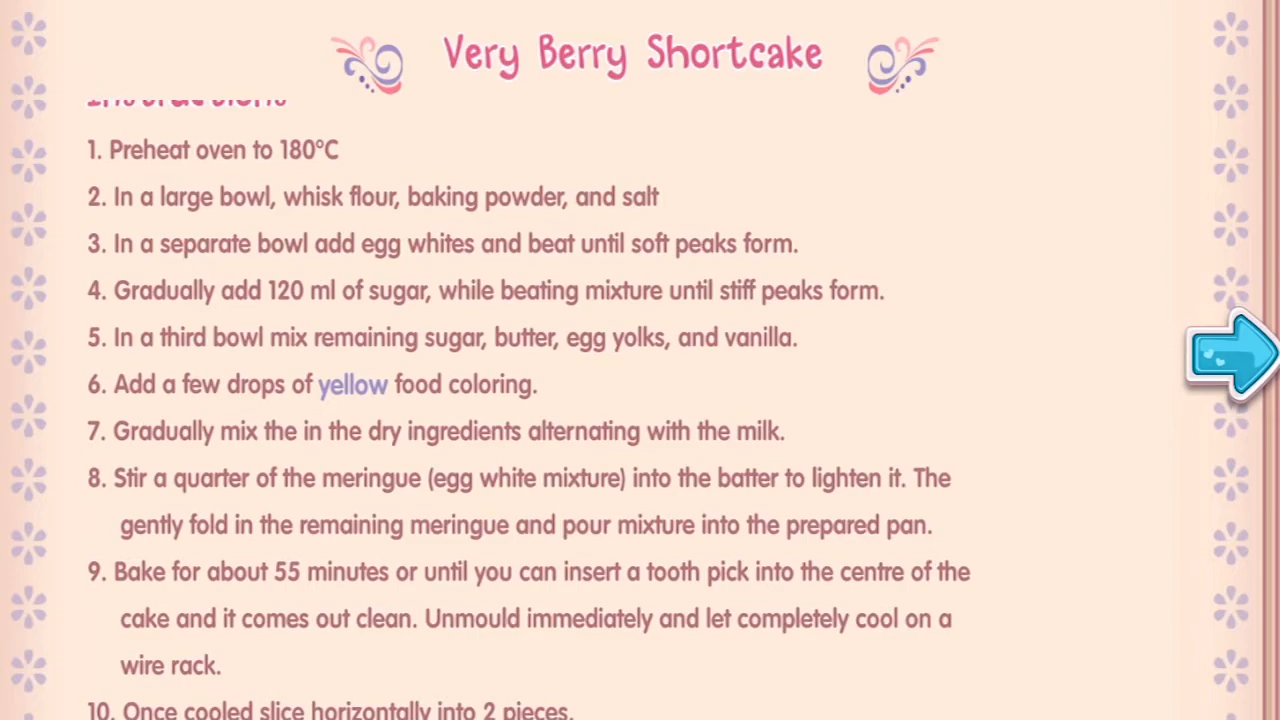 Very Berry Shortcake
Instructions
1. Preheat oven to 180°C
2. In a large bowl, whisk flour, baking powder, and salt
3. In a separate bowl add egg whites and beat until soft peaks form.
4. Gradually add 120 ml of sugar, while beating mixture until stiff peaks form.
5. In a third bowl mix remaining sugar, butter, egg yolks, and vanilla.
6. Add a few drops of yellow food coloring.
7. Gradually mix the in the dry ingredients alternating with the milk.
8. Stir a quarter of the meringue (egg white mixture) into the batter to lighten it. The
gently fold in the remaining meringue and pour mixture into the prepared pan.
9. Bake for about 55 minutes or until you can insert a tooth pick into the centre of the
cake and it comes out clean. Unmould immediately and let completely cool on a
wire rack.
10. Once cooled slice horizontally into 2 pieces.